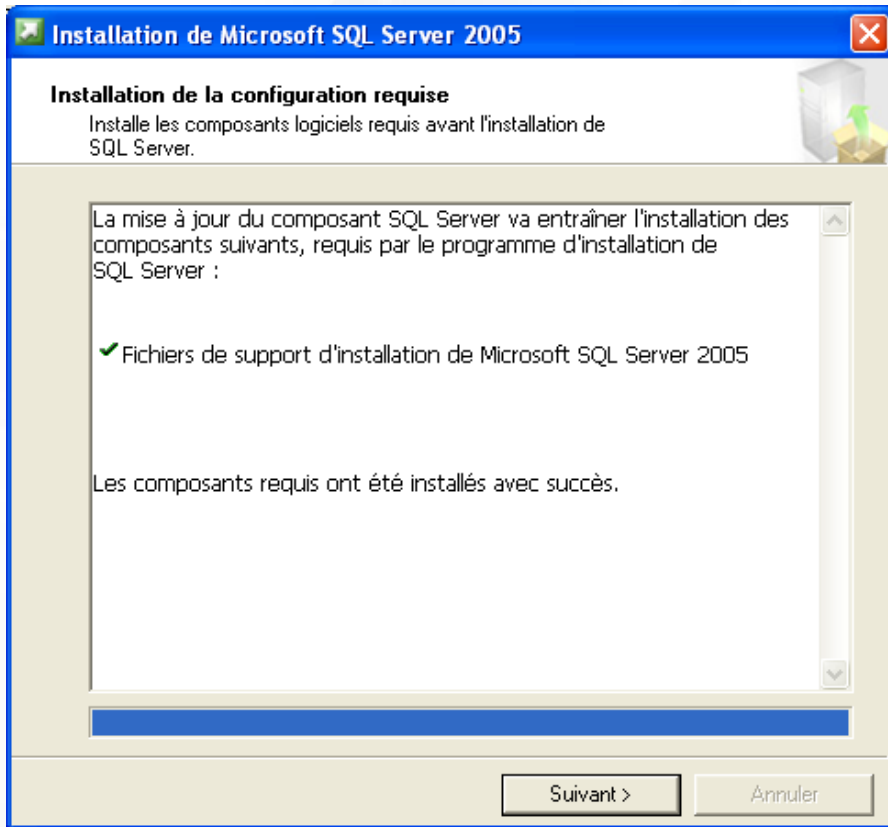 Installation de Microsoft SQL Server 2005
Installation de la configuration requise
Installe les composants logiciels requis avant l'installation de
SQL Server.
La mise à jour du composant SQL Server va entraîner l'installation des
composants suivants, requis par le programme d'installation de
SQL Server :
Fichiers de support d'installation de Microsoft SQL Server 2005
Les composants requis ont été installés avec succès.
Suivant >
Annuler